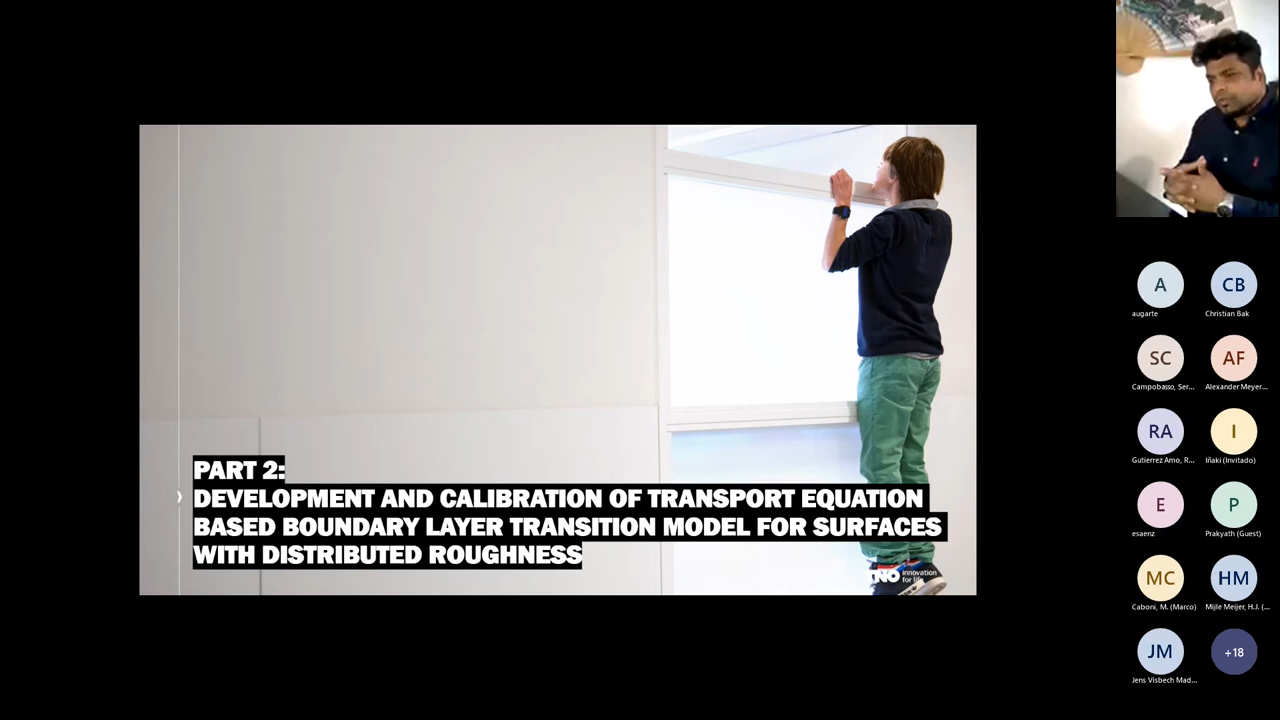 PART 2:
DEVELOPMENT AND CALIBRATION OF TRANSPORT EQUATION
BASED BOUNDARY LAYER TRANSITION MODEL FOR SURFACES
WITH DISTRIBUTED ROUGHNESS
TNO innovation
for life
A
augarte
CB
Christian Bak
SC
Campobasso, Ser...
AF
Alexander Meyer...
RA
Gutierrez Amo, R...
I
Iñaki (Invitado)
E
esaenz
P
Prakyath (Guest)
MC
Caboni, M. (Marco)
HM
Mijle Meijer, H.J. (...
JM
Jens Visbech Mad...
+18